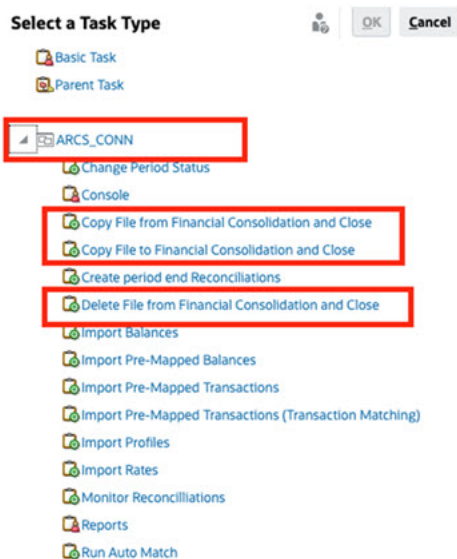 Select a Task Type
OK
Cancel
Basic Task
Parent Task
ARCS_CONN
Change Period Status
Console
Copy File from Financial Consolidation and Close
Copy File to Financial Consolidation and Close
Create period end Reconciliations
Delete File from Financial Consolidation and Close
Import Balances
Import Pre-Mapped Balances
Import Pre-Mapped Transactions
Import Pre-Mapped Transactions (Transaction Matching)
Import Profiles
Import Rates
Monitor Reconcilliations
Reports
Run Auto Match